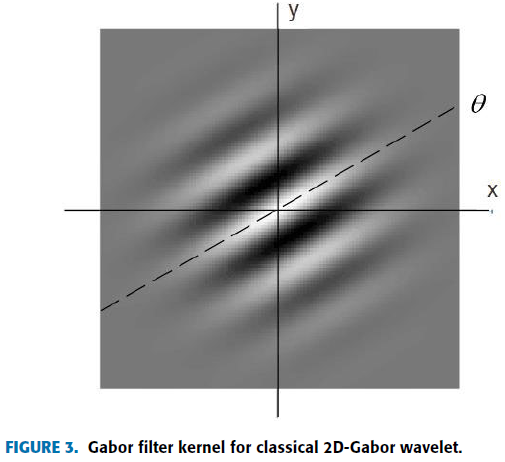 y
θ
x
FIGURE 3. Gabor filter kernel for classical 2D-Gabor wavelet.